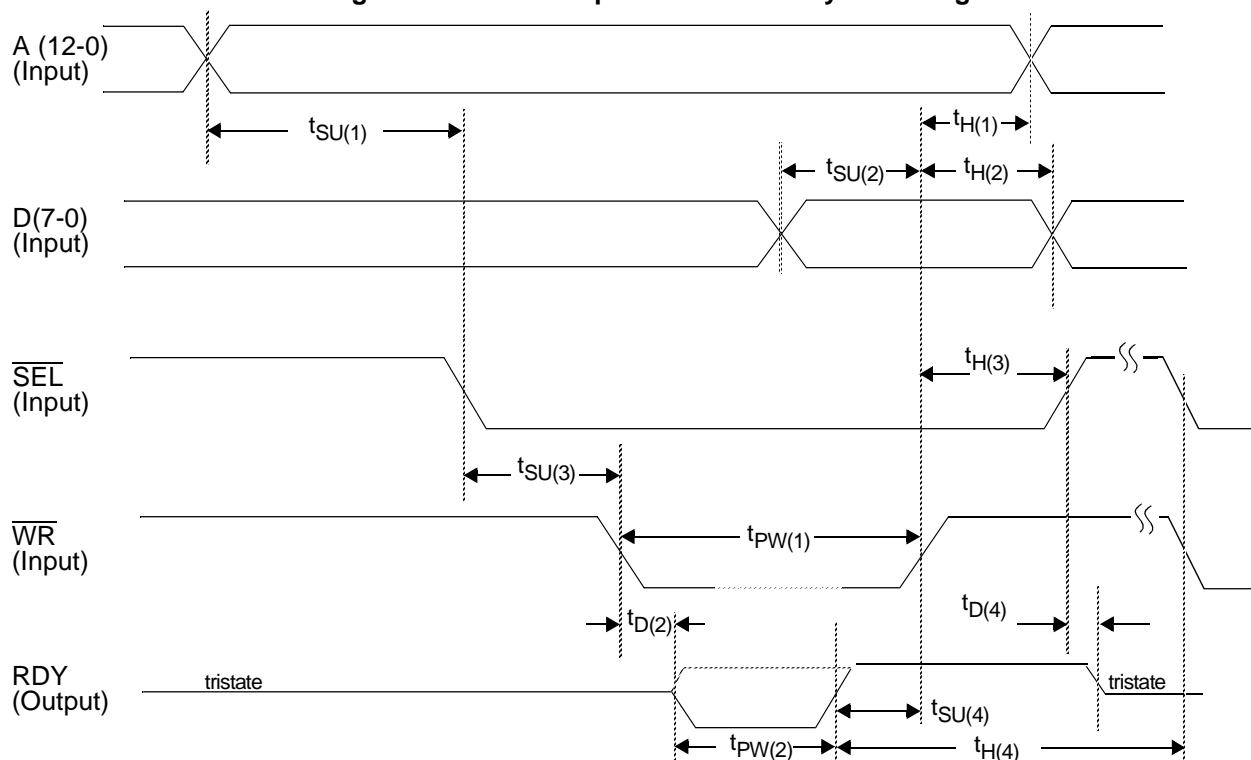 A (12-0)
(Input)
tSU(1)
tH(1)
tSU(2)
tH(2)
D(7-0)
(Input)
SEL
(Input)
tH(3)
tSU(3)
WR
(Input)
tPW(1)
tD(2)
tD(4)
RDY
(Output)
tristate
tristate
tSU(4)
tPW(2)
tH(4)